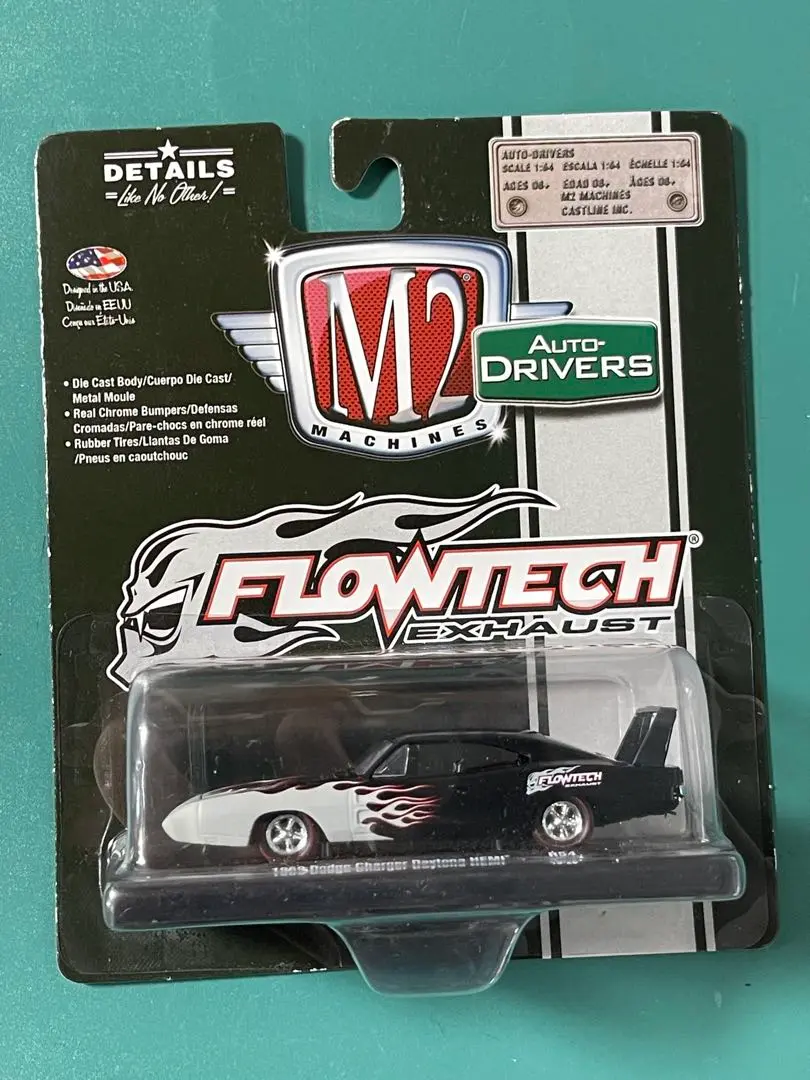 DETAILS
Like No Other!
Designed in the U.S.A.
Diseñado en EEUU
Conçu aux États-Unis
AUTO-DRIVERS
SCALE 1:64 ESCALA 1:64 ÉCHELLE 1:64
AGES 08+ EDAD 08+ ÂGES 08+
M2 MACHINES
CASTLINE INC.
M2®
MACHINES
AUTO-
DRIVERS
• Die Cast Body/Cuerpo Die Cast/
Metal Moule
• Real Chrome Bumpers/Defensas
Cromadas/Pare-chocs en chrome réel
• Rubber Tires/Llantas De Goma
/Pneus en caoutchouc
FLOWTECH®
EXHAUST
FLOWTECH
EXHAUST
1969 Dodge Charger Daytona HEMI